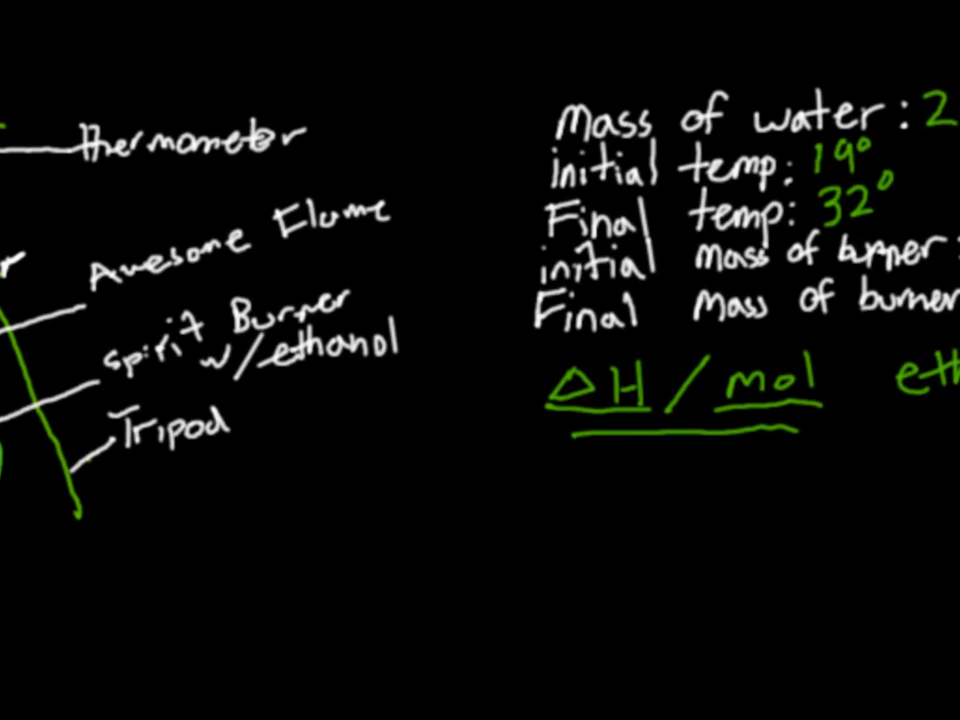 thermometer
Awesome Flame
spirit Burner
w/ethanol
Tripod
Mass of water: 2
initial temp: 19°
Final temp: 32°
initial mass of burner:
Final mass of burner
ΔH / mol eth